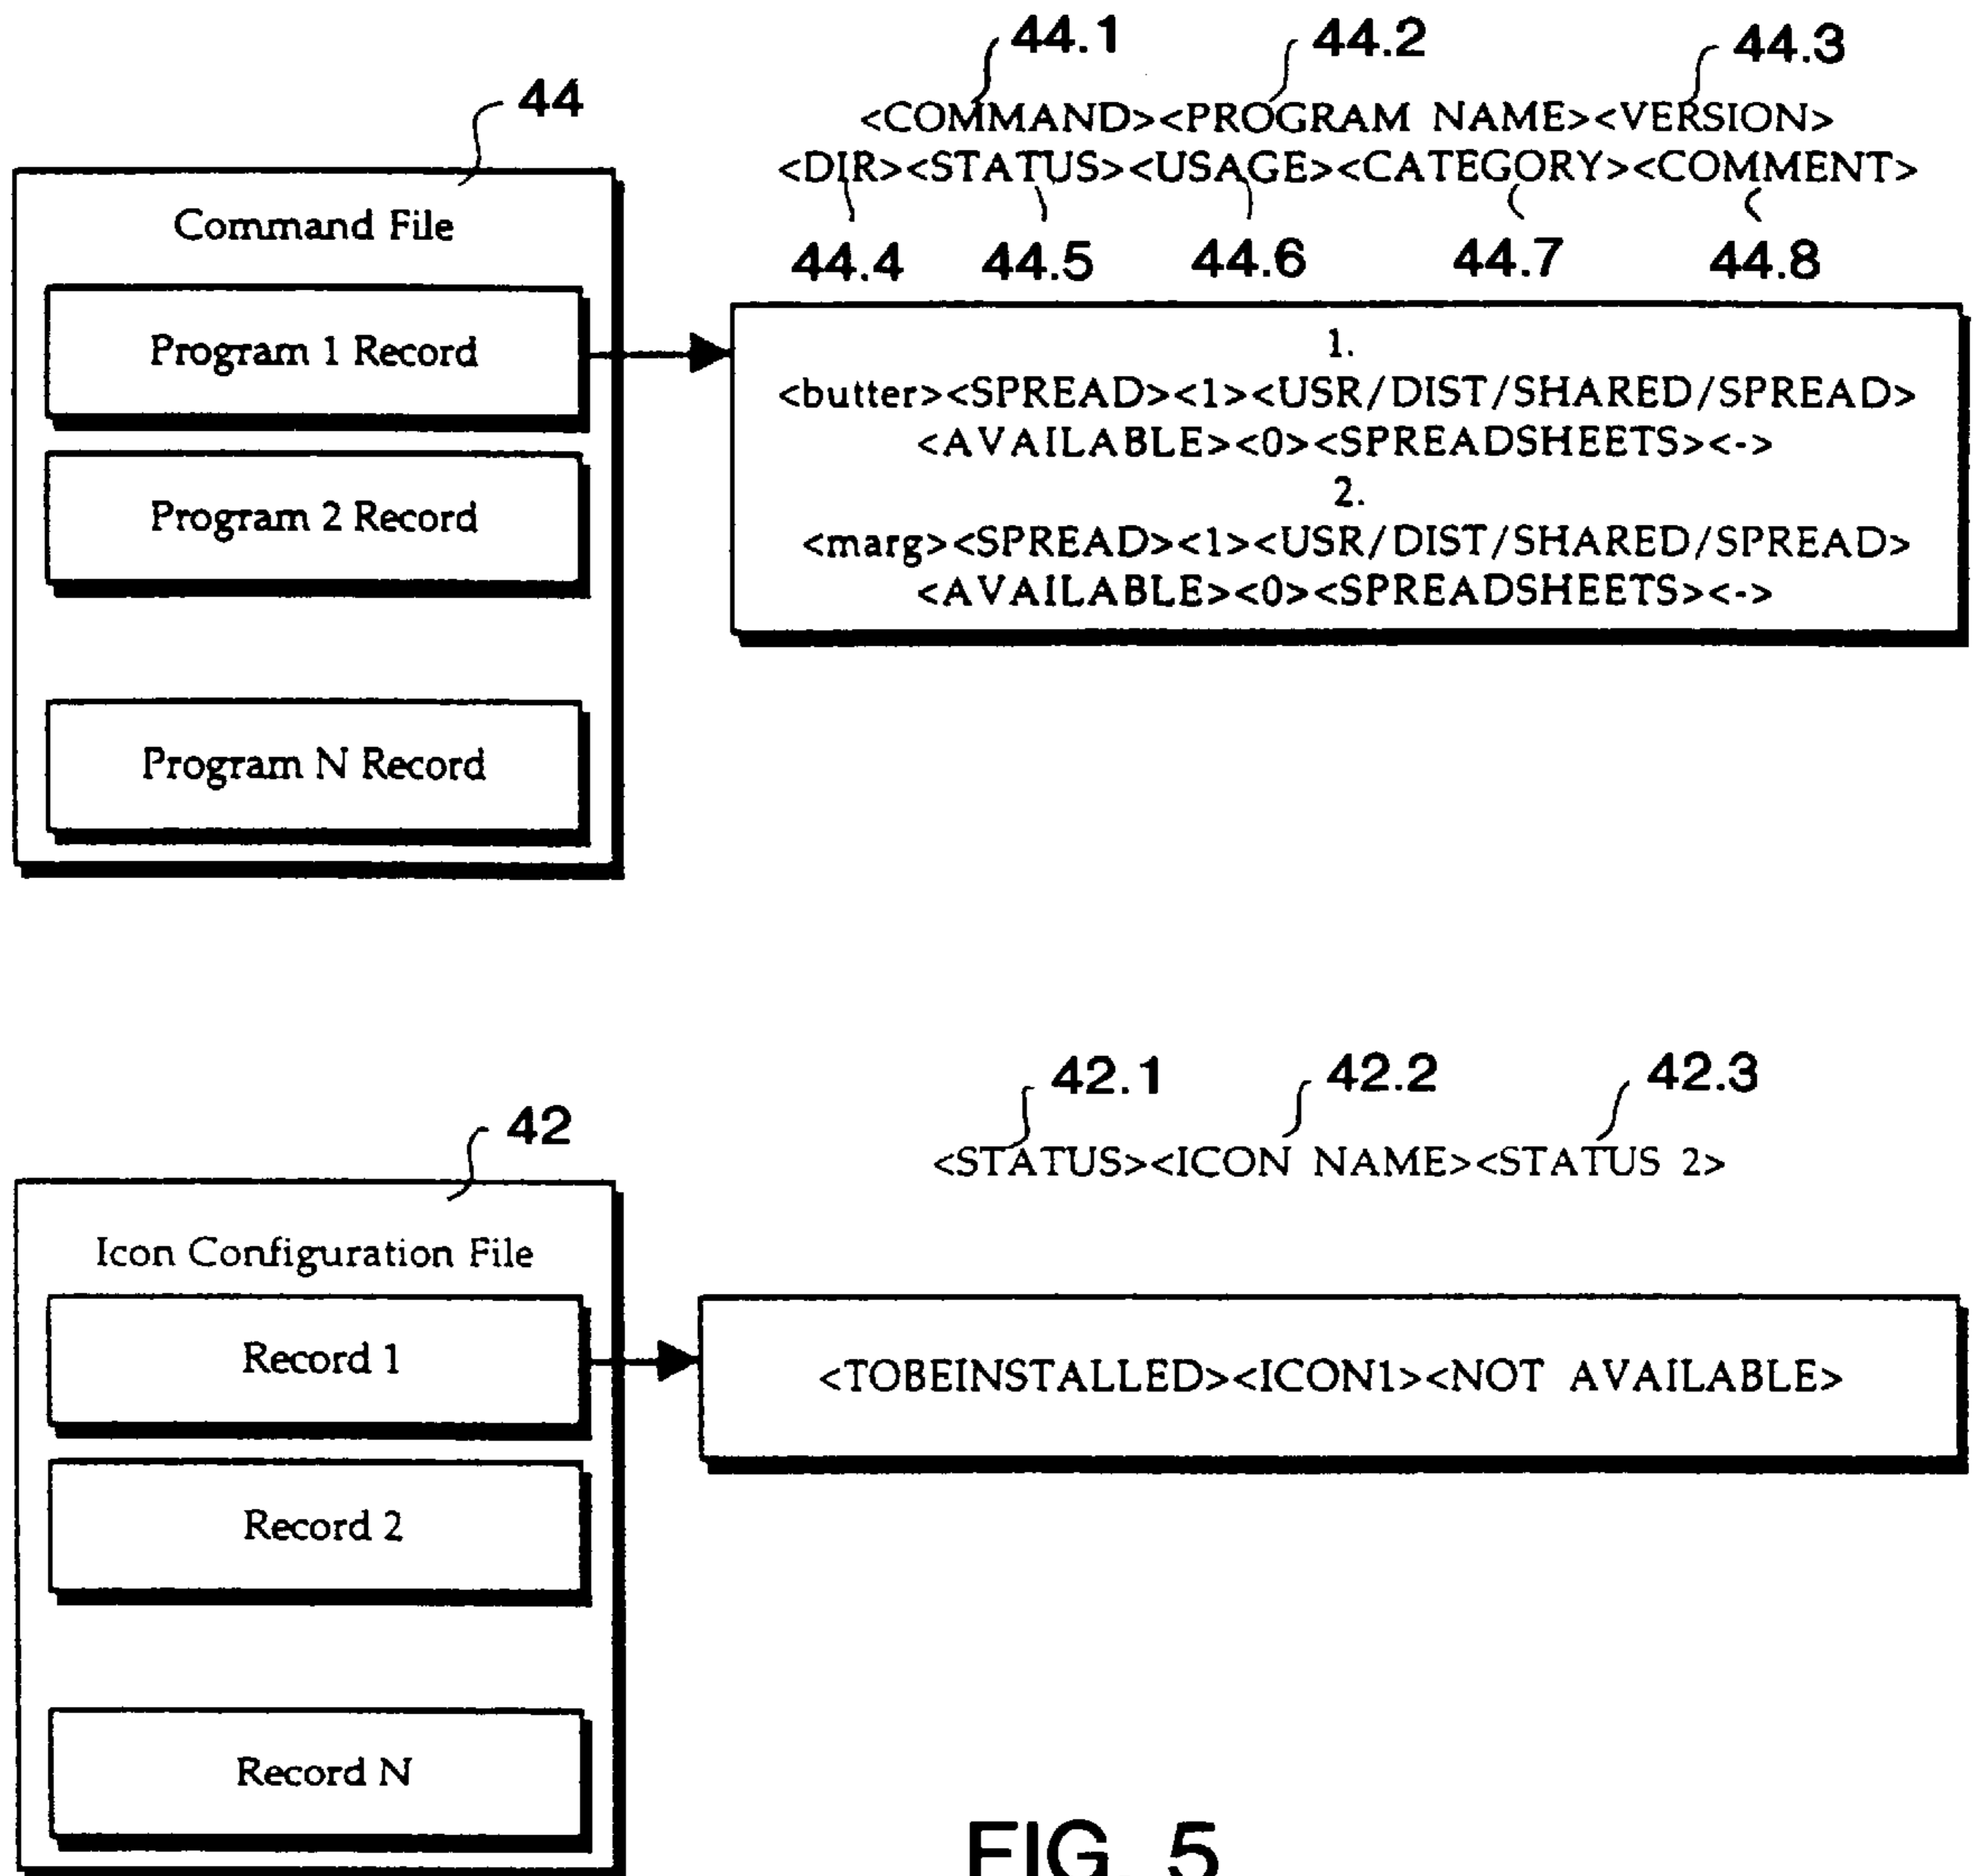 44.1 44.2 44.3
44
<COMMAND><PROGRAM NAME><VERSION>
<DIR><STATUS><USAGE><CATEGORY><COMMENT>
44.4 44.5 44.6 44.7 44.8
Command File
Program 1 Record
Program 2 Record
Program N Record
1.
<butter><SPREAD><1><USR/DIST/SHARED/SPREAD>
<AVAILABLE><0><SPREADSHEETS><->
2.
<marg><SPREAD><1><USR/DIST/SHARED/SPREAD>
<AVAILABLE><0><SPREADSHEETS><->
42.1 42.2 42.3
42
<STATUS><ICON NAME><STATUS 2>
Icon Configuration File
Record 1
Record 2
Record N
<TOBEINSTALLED><ICON1><NOT AVAILABLE>
FIG. 5